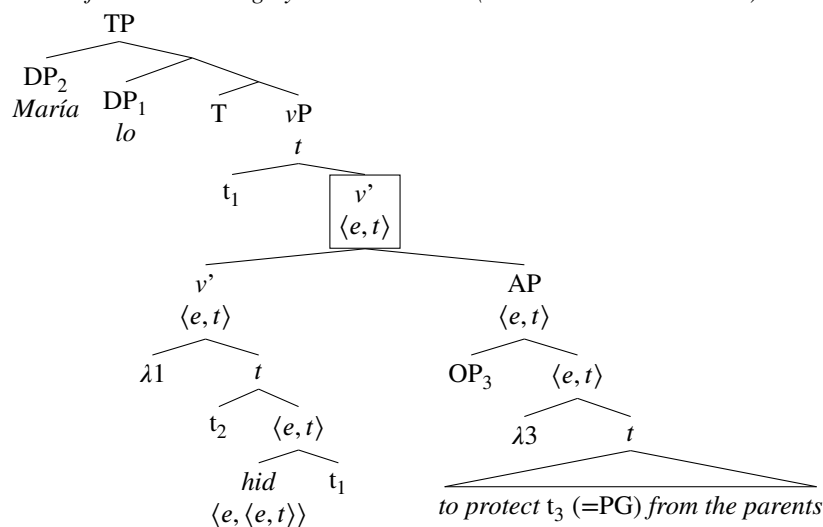 TP
DP₂
María
DP₁
lo
T
vP
t
t₁
v’
⟨e, t⟩
v’
⟨e, t⟩
AP
⟨e, t⟩
λ1
t
OP₃
⟨e, t⟩
t₂
⟨e, t⟩
λ3
t
hid
⟨e, ⟨e, t⟩⟩
t₁
to protect t₃ (=PG) from the parents